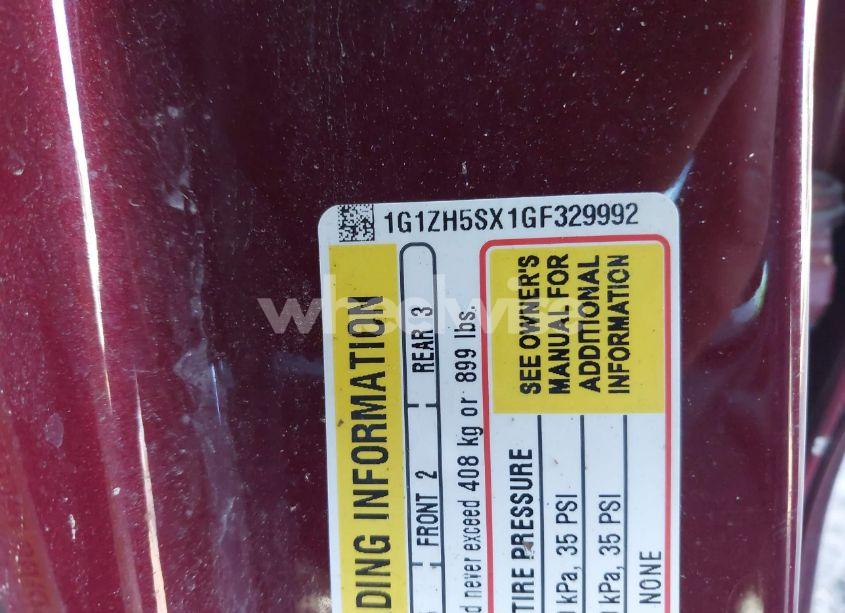 1G1ZH5SX1GF329992
DING INFORMATION
FRONT 2 REAR 3
never exceed 408 kg or 899 lbs.
TIRE PRESSURE
SEE OWNER'S
MANUAL FOR
ADDITIONAL
INFORMATION
kPa, 35 PSI
kPa, 35 PSI
NONE
wheelwise